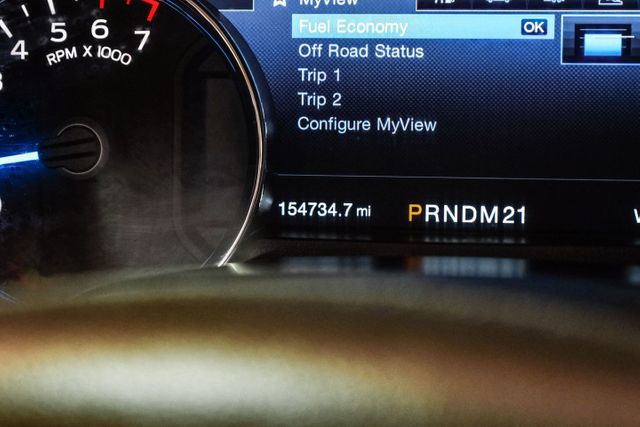 MyView
Fuel Economy OK
Off Road Status
Trip 1
Trip 2
Configure MyView
4 5 6 7
RPM X 1000
154734.7 mi
PRNDM21